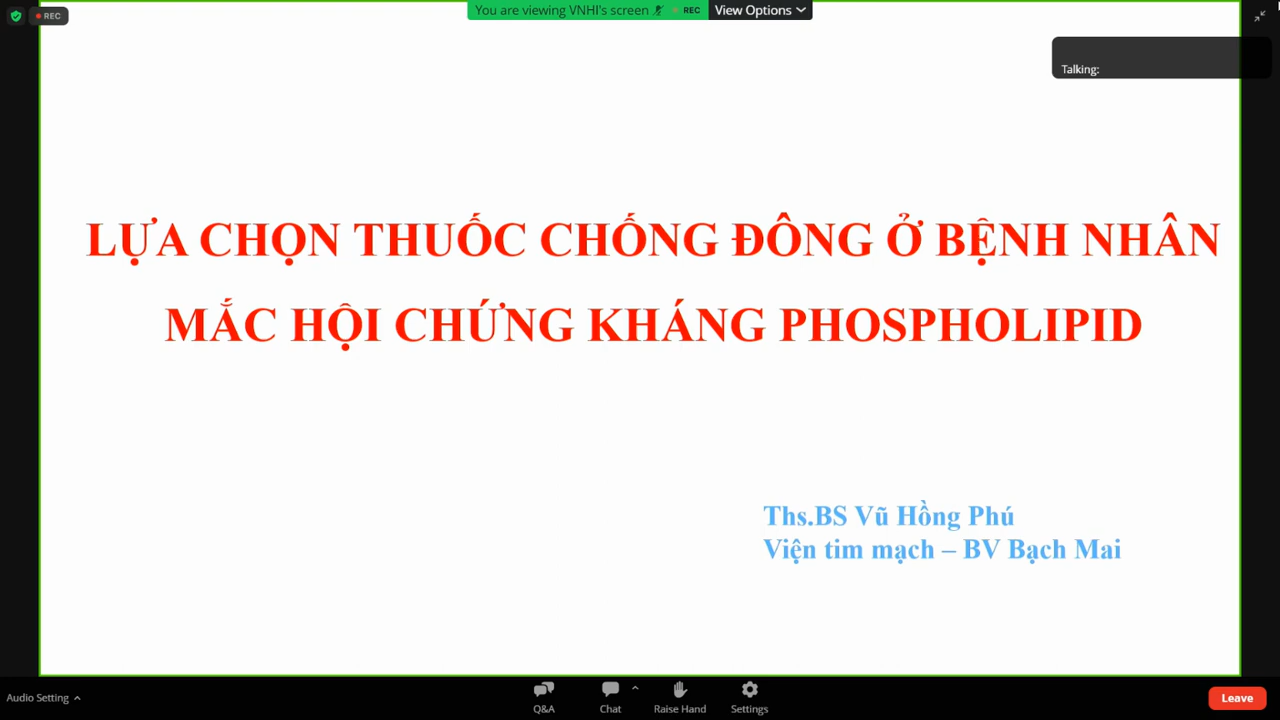 REC
You are viewing VNHI's screen
REC
View Options
Talking:
LỰA CHỌN THUỐC CHỐNG ĐÔNG Ở BỆNH NHÂN
MẮC HỘI CHỨNG KHÁNG PHOSPHOLIPID
Ths.BS Vũ Hồng Phú
Viện tim mạch – BV Bạch Mai
Audio Setting
Q&A
Chat
Raise Hand
Settings
Leave